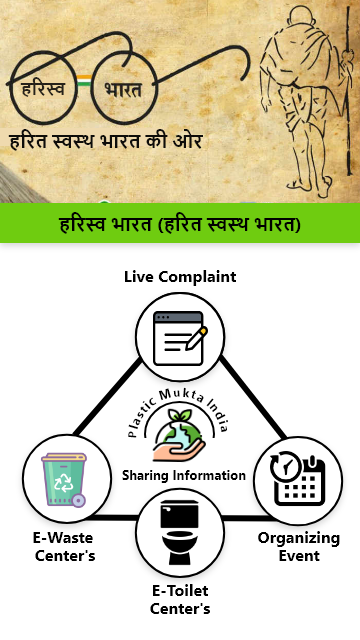 हरिस्व भारत
हरित स्वस्थ भारत की ओर
हरिस्व भारत (हरित स्वस्थ भारत)
Live Complaint
Plastic Mukta India
Sharing Information
E-Waste
Center's
Organizing
Event
E-Toilet
Center's